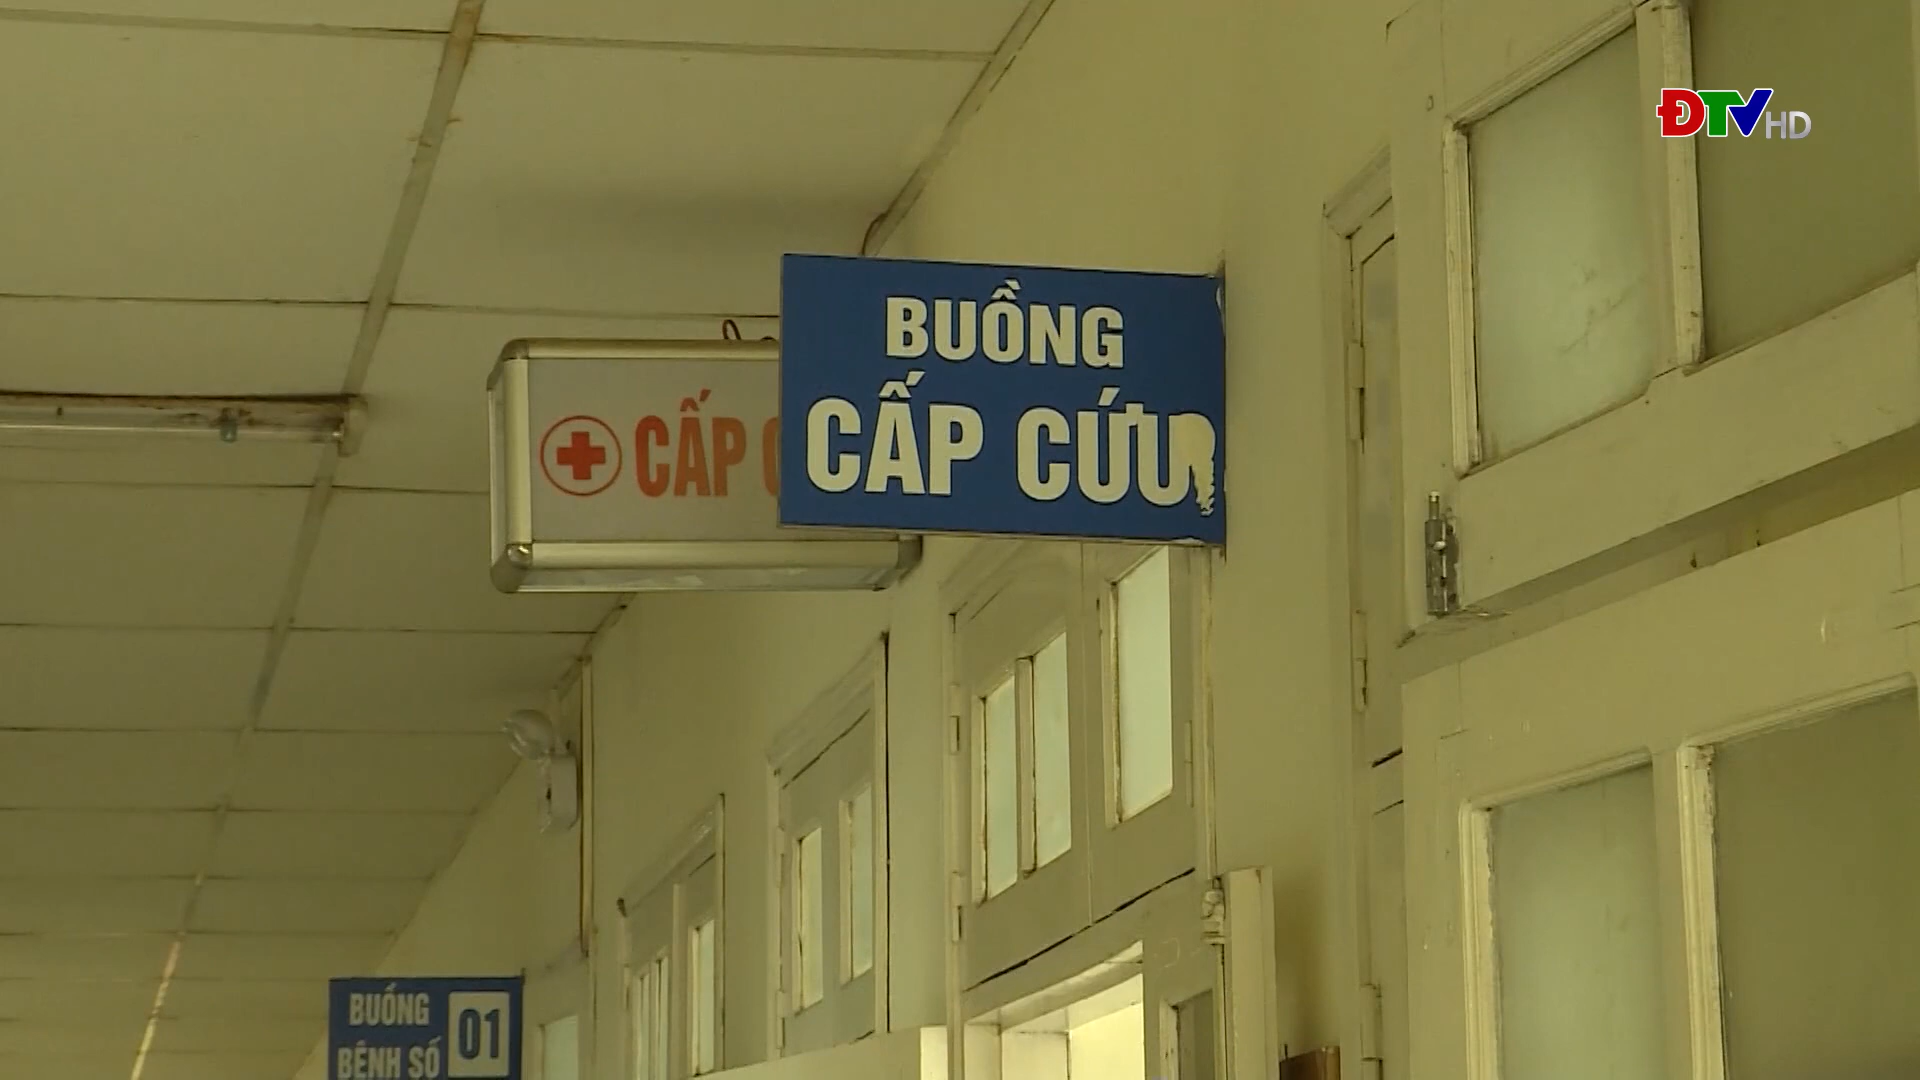 ĐTV HD
BUỒNG
CẤP CỨU
CẤP
BUỒNG
BỆNH SỐ
01